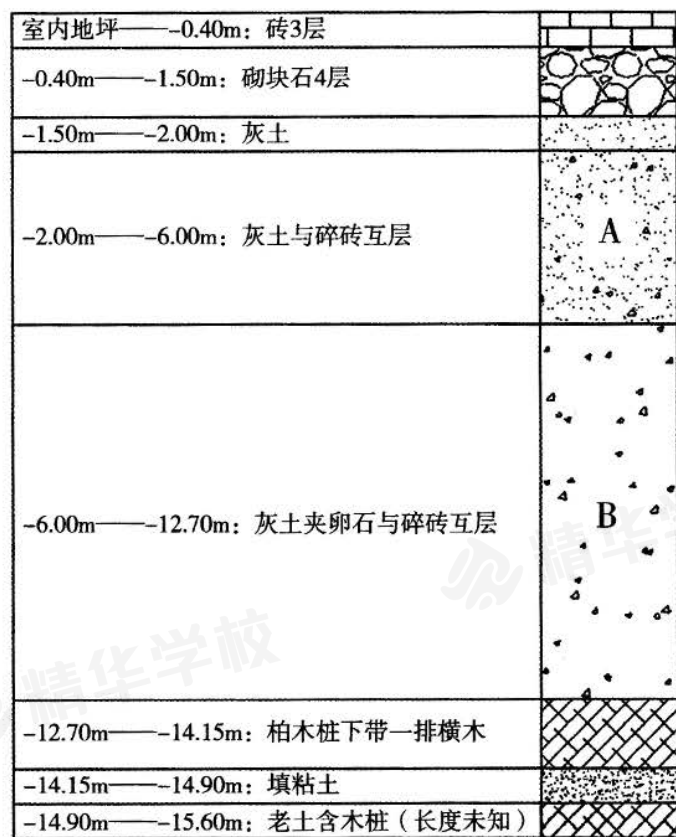 室内地坪——-0.40m：砖3层
-0.40m——-1.50m：砌块石4层
-1.50m——-2.00m：灰土
-2.00m——-6.00m：灰土与碎砖互层
A
-6.00m——-12.70m：灰土夹卵石与碎砖互层
B
-12.70m——-14.15m：柏木桩下带一排横木
-14.15m——-14.90m：填粘土
-14.90m——-15.60m：老土含木桩（长度未知）
精华学校
精华学